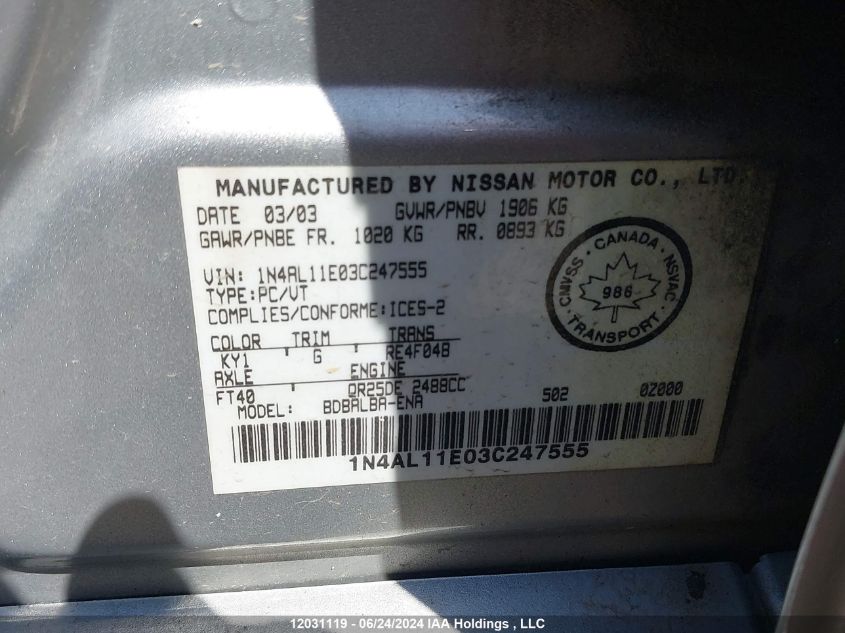 MANUFACTURED BY NISSAN MOTOR CO., LTD
DATE 03/03 GVWR/PNBV 1906 KG
GAWR/PNBE FR. 1020 KG RR. 0893 KG
VIN: 1N4AL11E03C247555
TYPE:PC/VT
COMPLIES/CONFORME:ICES-2
COLOR TRIM TRANS
KY1 G RE4F04B
AXLE ENGINE
FT40 QR25DE 2488CC 502 0Z000
MODEL: BDBALBA-ENA
1N4AL11E03C247555
CANADA
CMVSS NSVAC
986
TRANSPORT
12031119 - 06/24/2024 IAA Holdings , LLC